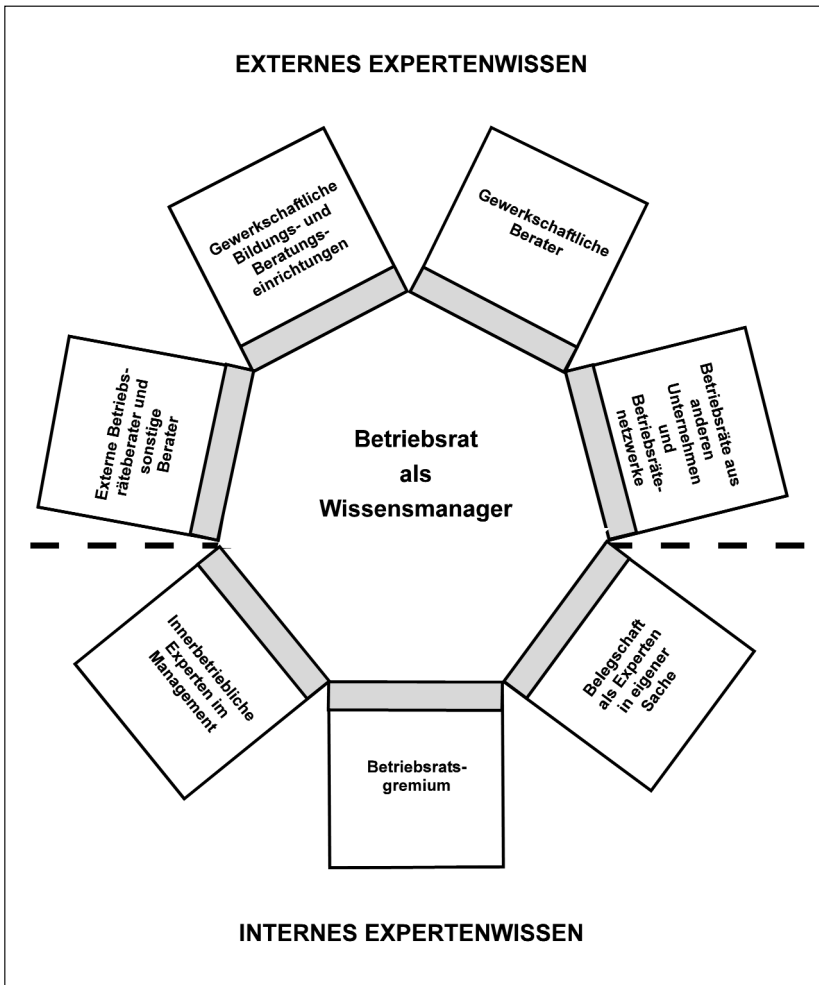 EXTERNES EXPERTENWISSEN
Gewerkschaftliche
Bildungs- und
Beratungs-
einrichtungen
Gewerkschaftliche
Berater
Externe Betriebs-
räteberater und
sonstige
Berater
Betriebsrat
als
Wissensmanager
Betriebsräte aus
anderen
Unternehmen
und
Betriebsräte-
netzwerke
Innerbetriebliche
Experten im
Management
Betriebsrats-
gremium
Belegschaft
als Experten
in eigener
Sache
INTERNES EXPERTENWISSEN